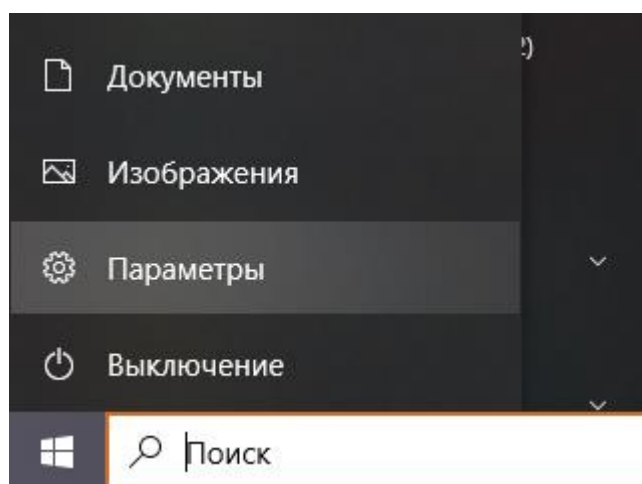 Документы
Изображения
Параметры
Выключение
Поиск